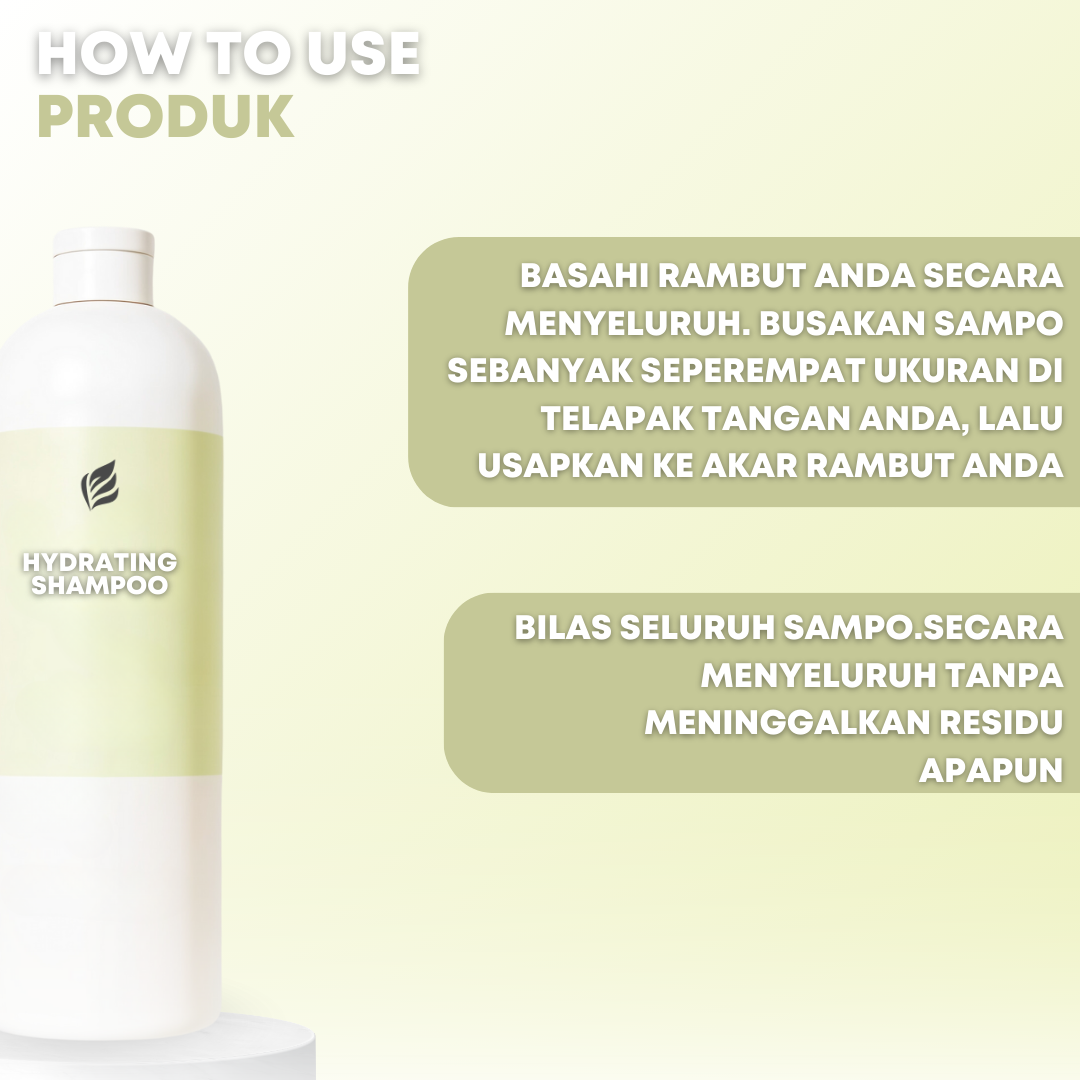 HOW TO USE
PRODUK
BASAHI RAMBUT ANDA SECARA
MENYELURUH. BUSAKAN SAMPO
SEBANYAK SEPEREMPAT UKURAN DI
TELAPAK TANGAN ANDA, LALU
USAPKAN KE AKAR RAMBUT ANDA
HYDRATING
SHAMPOO
BILAS SELURUH SAMPO.SECARA
MENYELURUH TANPA
MENINGGALKAN RESIDU
APAPUN